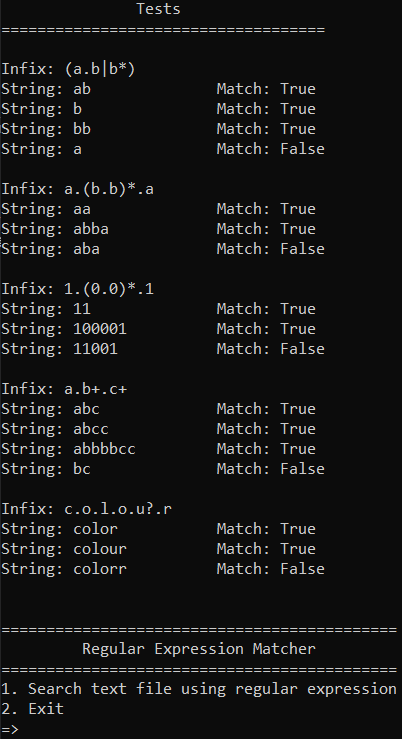 Tests
====================================
Infix: (a.b|b*)
String: ab Match: True
String: b Match: True
String: bb Match: True
String: a Match: False
Infix: a.(b.b)*.a
String: aa Match: True
String: abba Match: True
String: aba Match: False
Infix: 1.(0.0)*.1
String: 11 Match: True
String: 100001 Match: True
String: 11001 Match: False
Infix: a.b+.c+
String: abc Match: True
String: abcc Match: True
String: abbbbcc Match: True
String: bc Match: False
Infix: c.o.l.o.u?.r
String: color Match: True
String: colour Match: True
String: colorr Match: False
============================================
Regular Expression Matcher
============================================
1. Search text file using regular expression
2. Exit
=>